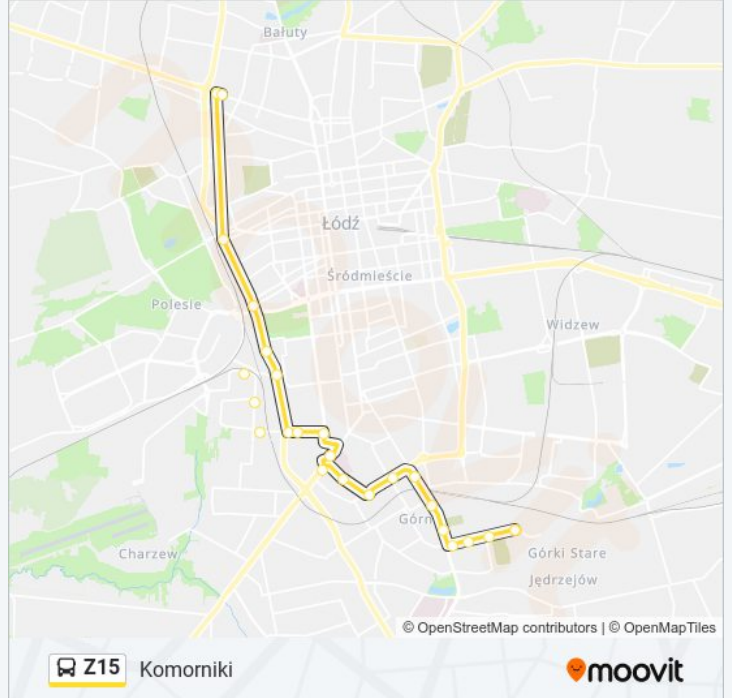 Bałuty
Łódź
Śródmieście
Polesie
Widzew
Górn
Charzew
Górki Stare
Jędrzejów
© OpenStreetMap contributors | © OpenMapTiles
Z15 Komorniki
moovit